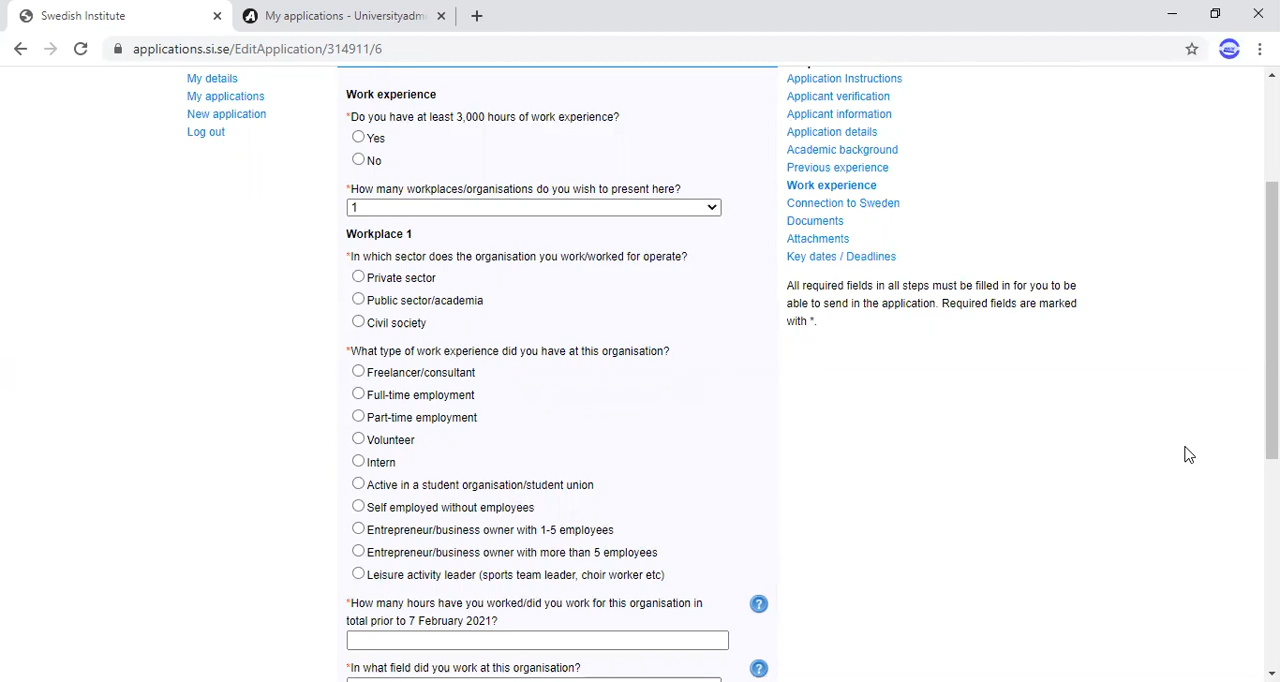 Swedish Institute
My applications - Universityadm
applications.si.se/EditApplication/314911/6
My details
My applications
New application
Log out
Work experience
*Do you have at least 3,000 hours of work experience?
Yes
No
*How many workplaces/organisations do you wish to present here?
1
Workplace 1
*In which sector does the organisation you work/worked for operate?
Private sector
Public sector/academia
Civil society
*What type of work experience did you have at this organisation?
Freelancer/consultant
Full-time employment
Part-time employment
Volunteer
Intern
Active in a student organisation/student union
Self employed without employees
Entrepreneur/business owner with 1-5 employees
Entrepreneur/business owner with more than 5 employees
Leisure activity leader (sports team leader, choir worker etc)
*How many hours have you worked/did you work for this organisation in
total prior to 7 February 2021?
*In what field did you work at this organisation?
Application Instructions
Applicant verification
Applicant information
Application details
Academic background
Previous experience
Work experience
Connection to Sweden
Documents
Attachments
Key dates / Deadlines
All required fields in all steps must be filled in for you to be
able to send in the application. Required fields are marked
with *.